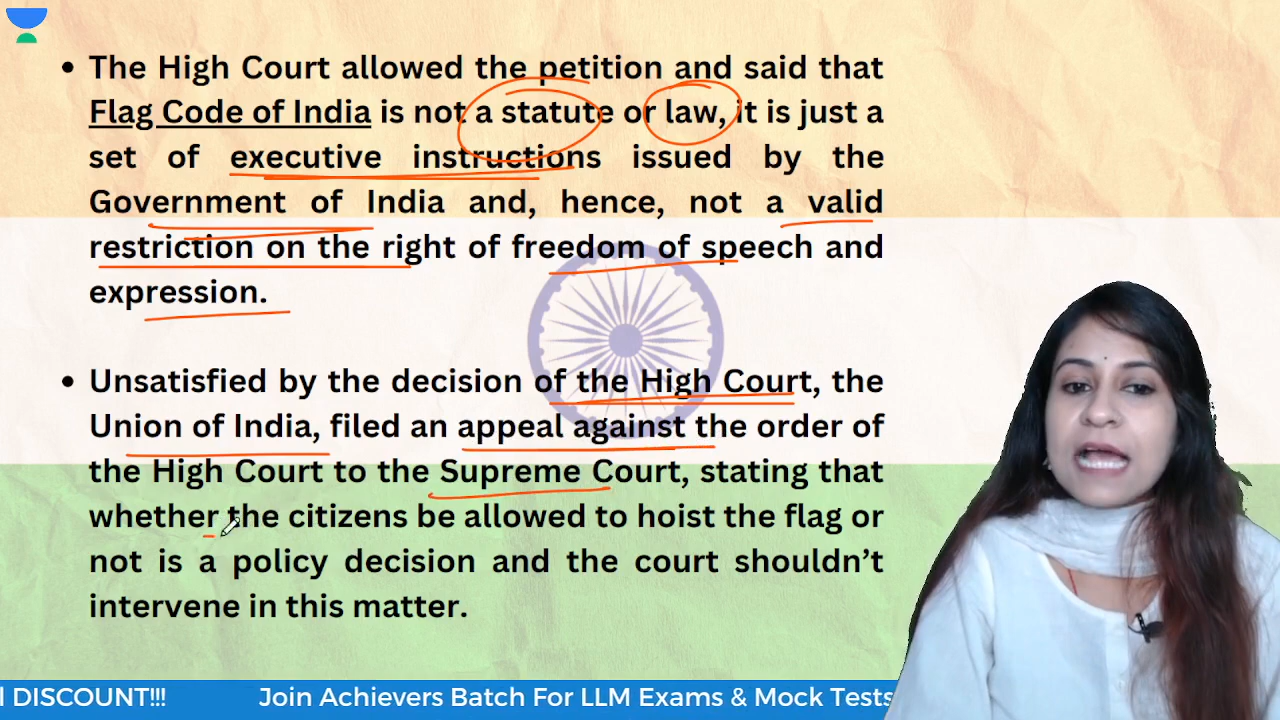 • The High Court allowed the petition and said that
Flag Code of India is not a statute or law, it is just a
set of executive instructions issued by the
Government of India and, hence, not a valid
restriction on the right of freedom of speech and
expression.
• Unsatisfied by the decision of the High Court, the
Union of India, filed an appeal against the order of
the High Court to the Supreme Court, stating that
whether the citizens be allowed to hoist the flag or
not is a policy decision and the court shouldn’t
intervene in this matter.
l DISCOUNT!!! Join Achievers Batch For LLM Exams & Mock Tests